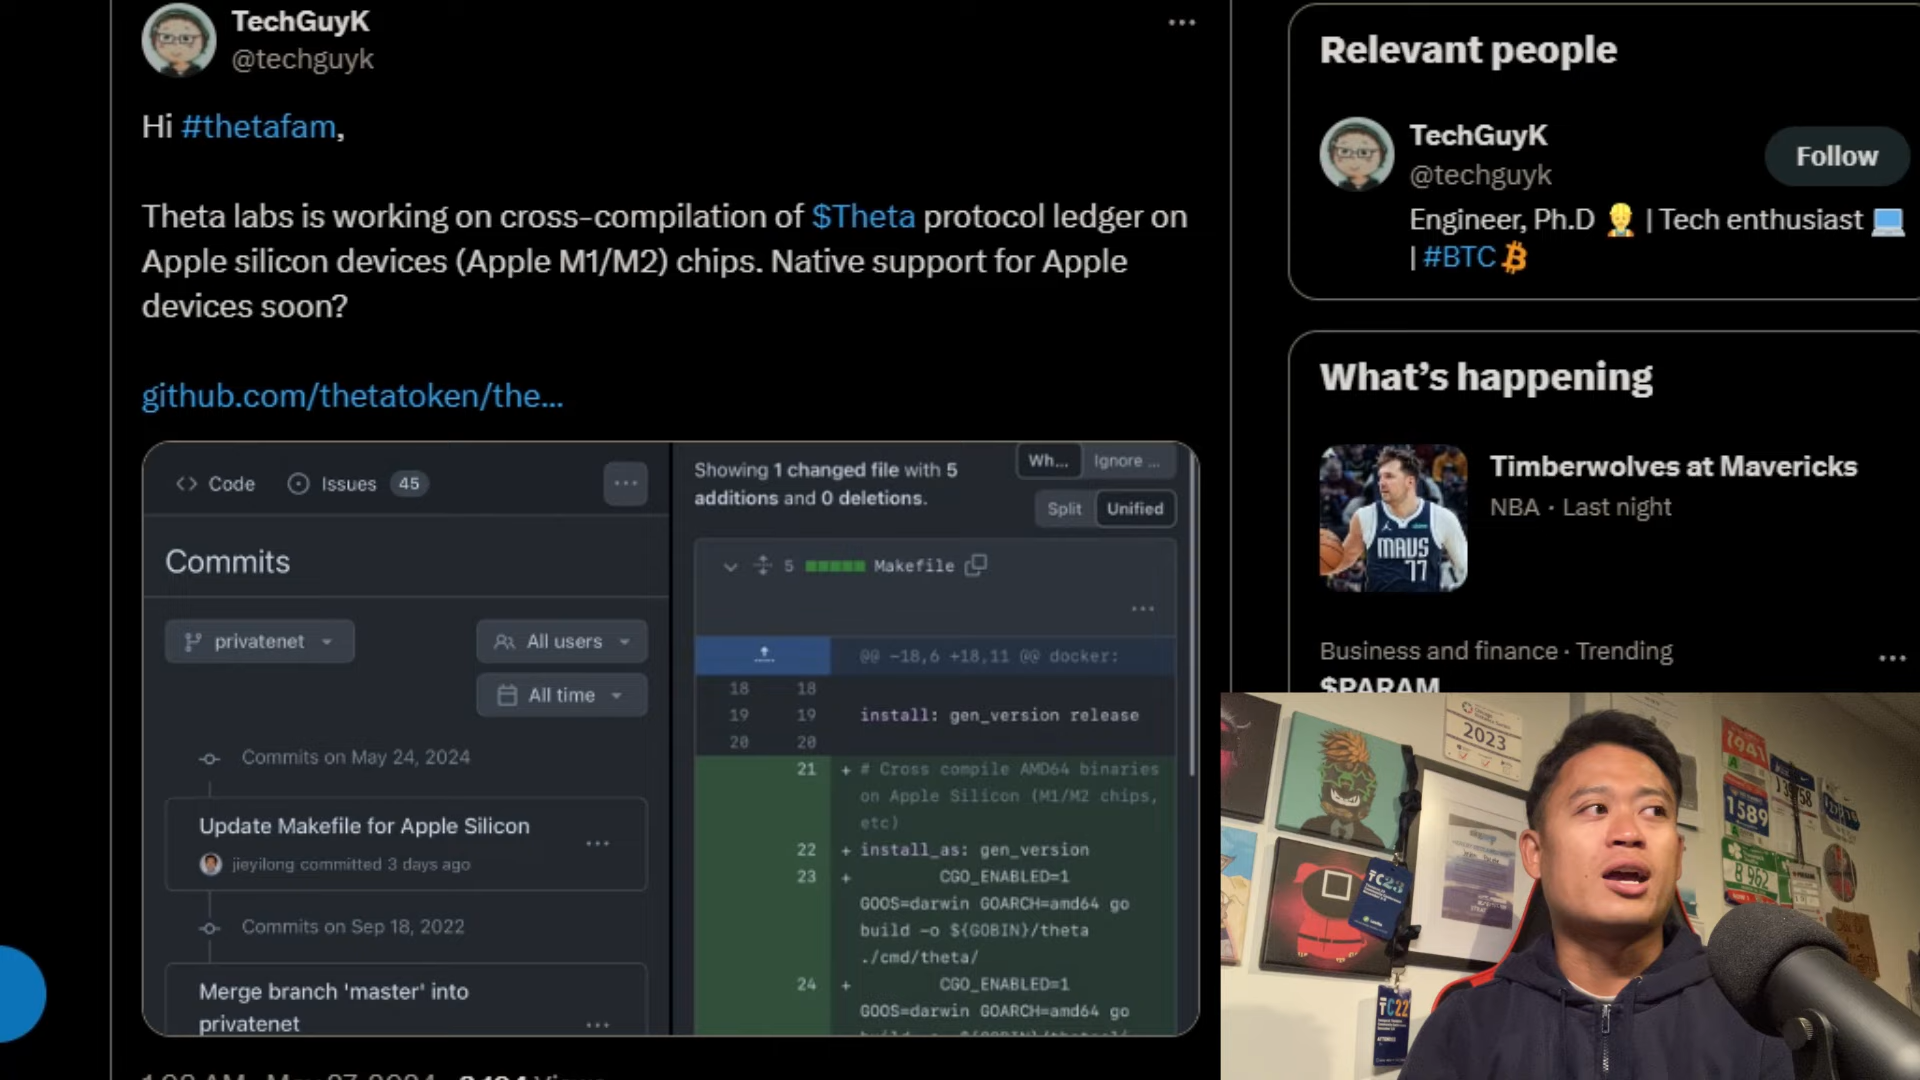 TechGuyK
@techguyk
Hi #thetafam,
Theta labs is working on cross-compilation of $Theta protocol ledger on
Apple silicon devices (Apple M1/M2) chips. Native support for Apple
devices soon?
github.com/thetatoken/the...
<> Code
Issues 45
Commits
privatenet
All users
All time
Commits on May 24, 2024
Update Makefile for Apple Silicon
jieyilong committed 3 days ago
Commits on Sep 18, 2022
Merge branch 'master' into
privatenet
Showing 1 changed file with 5
additions and 0 deletions.
Wh...
Ignore ...
Split
Unified
5 Makefile
@@ -18,6 +18,11 @@ docker:
18 18
19 19 install: gen_version release
20 20
21 + # Cross compile AMD64 binaries
on Apple Silicon (M1/M2 chips,
etc)
22 + install_as: gen_version
23 + CGO_ENABLED=1
GOOS=darwin GOARCH=amd64 go
build -o ${GOBIN}/theta
./cmd/theta/
24 + CGO_ENABLED=1
GOOS=darwin GOARCH=amd64 go
Relevant people
TechGuyK
@techguyk
Follow
Engineer, Ph.D 👷 | Tech enthusiast 💻
| #BTC
What's happening
Timberwolves at Mavericks
NBA · Last night
MAVS
77
Business and finance · Trending
$PARAM
2023
1941
1589
8 962
TC23
TC22